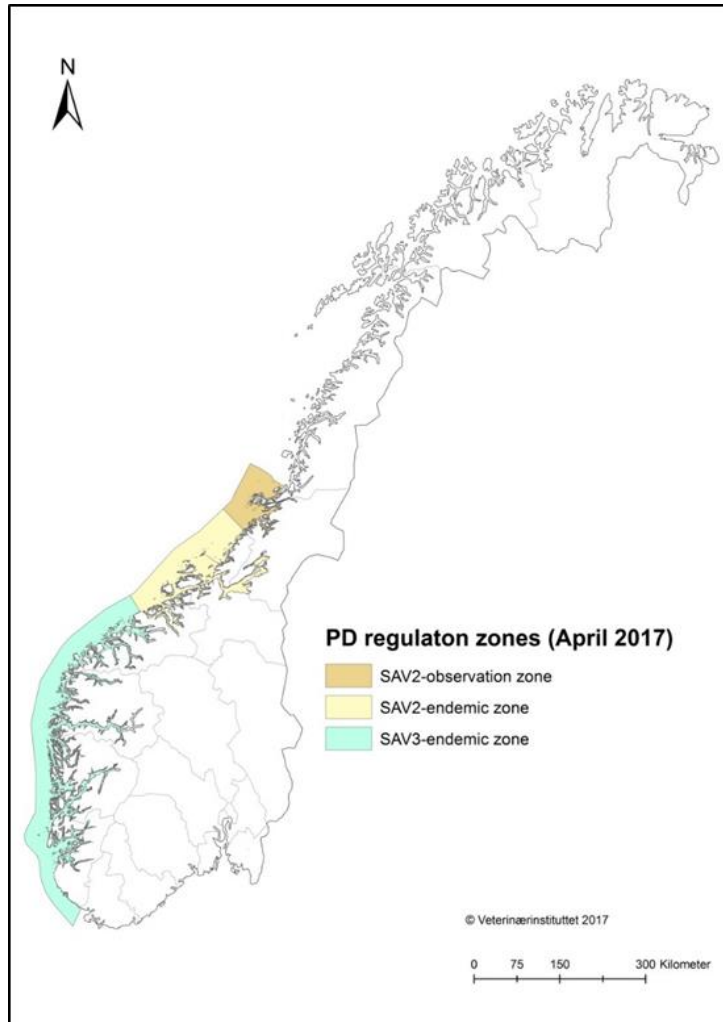 N
PD regulaton zones (April 2017)
SAV2-observation zone
SAV2-endemic zone
SAV3-endemic zone
© Veterinærinstituttet 2017
0 75 150 300 Kilometer